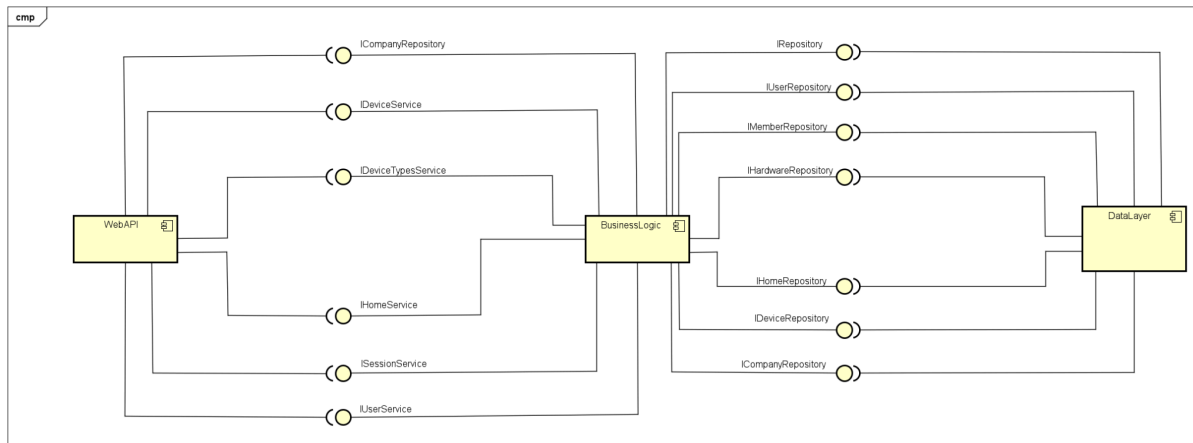 cmp
ICompanyRepository
IDeviceService
IDeviceTypesService
WebAPI
IHomeService
ISessionService
IUserService
BusinessLogic
IRepository
IUserRepository
IMemberRepository
IHardwareRepository
IHomeRepository
IDeviceRepository
ICompanyRepository
DataLayer